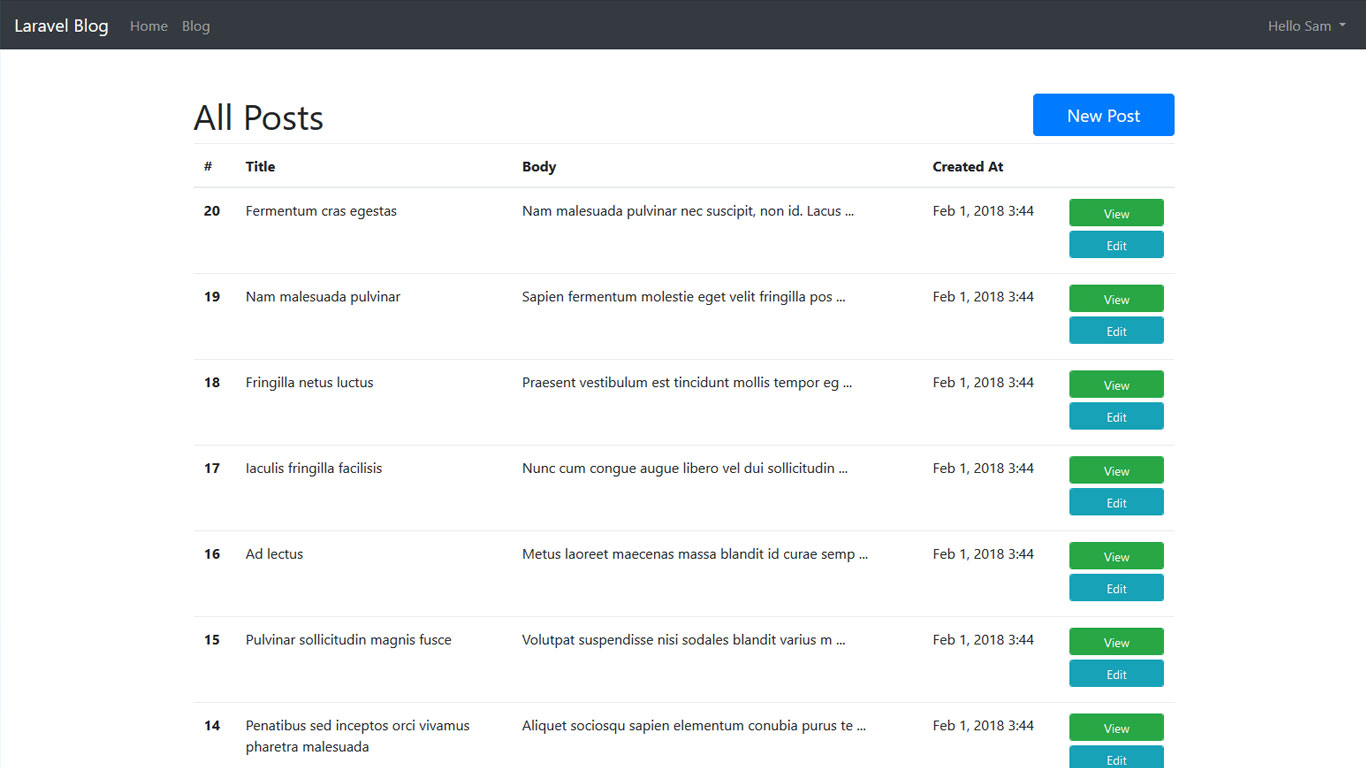 Laravel Blog Home Blog Hello Sam
All Posts New Post
# Title Body Created At
20 Fermentum cras egestas Nam malesuada pulvinar nec suscipit, non id. Lacus ... Feb 1, 2018 3:44 View
Edit
19 Nam malesuada pulvinar Sapien fermentum molestie eget velit fringilla pos ... Feb 1, 2018 3:44 View
Edit
18 Fringilla netus luctus Praesent vestibulum est tincidunt mollis tempor eg ... Feb 1, 2018 3:44 View
Edit
17 Iaculis fringilla facilisis Nunc cum congue augue libero vel dui sollicitudin ... Feb 1, 2018 3:44 View
Edit
16 Ad lectus Metus laoreet maecenas massa blandit id curae semp ... Feb 1, 2018 3:44 View
Edit
15 Pulvinar sollicitudin magnis fusce Volutpat suspendisse nisi sodales blandit varius m ... Feb 1, 2018 3:44 View
Edit
14 Penatibus sed inceptos orci vivamus Aliquet sociosqu sapien elementum conubia purus te ... Feb 1, 2018 3:44 View
pharetra malesuada
Edit